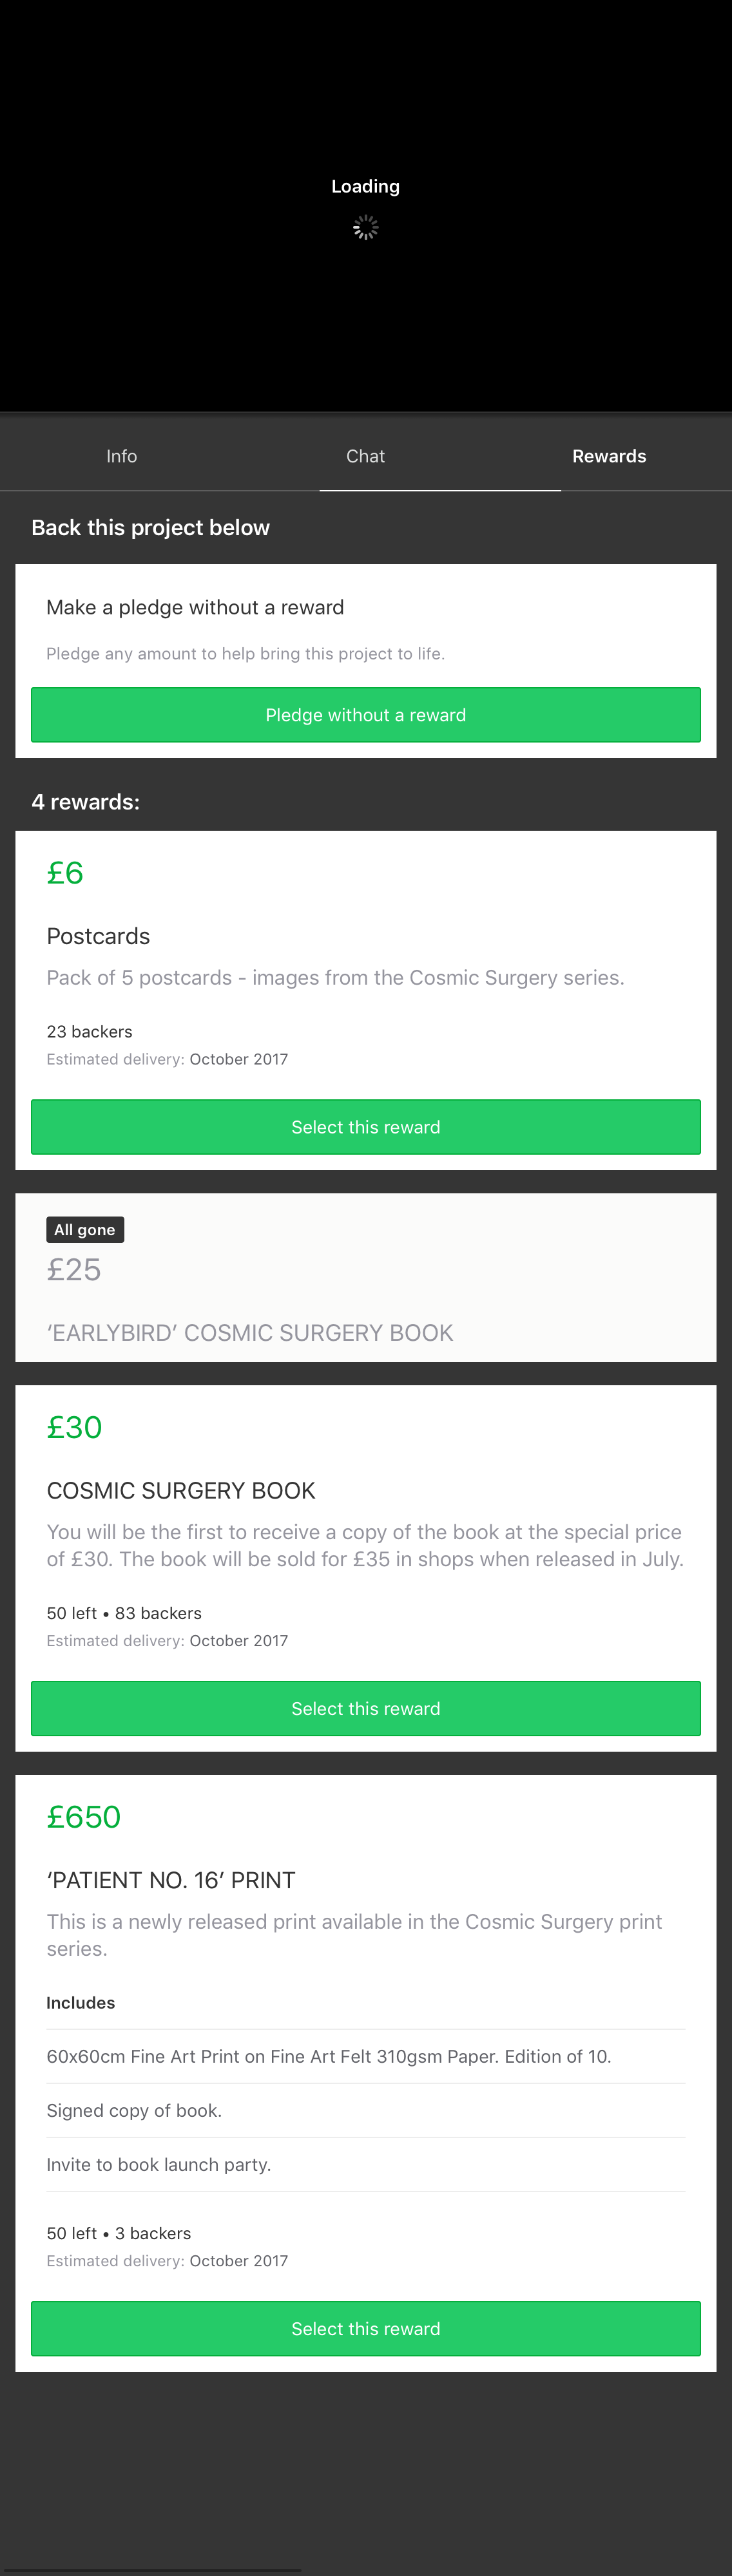 Loading
Info Chat Rewards
Back this project below
Make a pledge without a reward
Pledge any amount to help bring this project to life.
Pledge without a reward
4 rewards:
£6
Postcards
Pack of 5 postcards - images from the Cosmic Surgery series.
23 backers
Estimated delivery: October 2017
Select this reward
All gone
£25
‘EARLYBIRD’ COSMIC SURGERY BOOK
£30
COSMIC SURGERY BOOK
You will be the first to receive a copy of the book at the special price
of £30. The book will be sold for £35 in shops when released in July.
50 left • 83 backers
Estimated delivery: October 2017
Select this reward
£650
‘PATIENT NO. 16’ PRINT
This is a newly released print available in the Cosmic Surgery print
series.
Includes
60x60cm Fine Art Print on Fine Art Felt 310gsm Paper. Edition of 10.
Signed copy of book.
Invite to book launch party.
50 left • 3 backers
Estimated delivery: October 2017
Select this reward